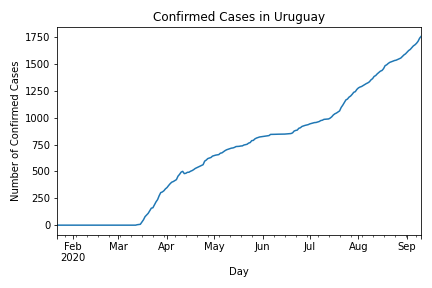 Confirmed Cases in Uruguay
1750
1500
1250
1000
750
500
250
0
Number of Confirmed Cases
Feb Mar Apr May Jun Jul Aug Sep
2020
Day